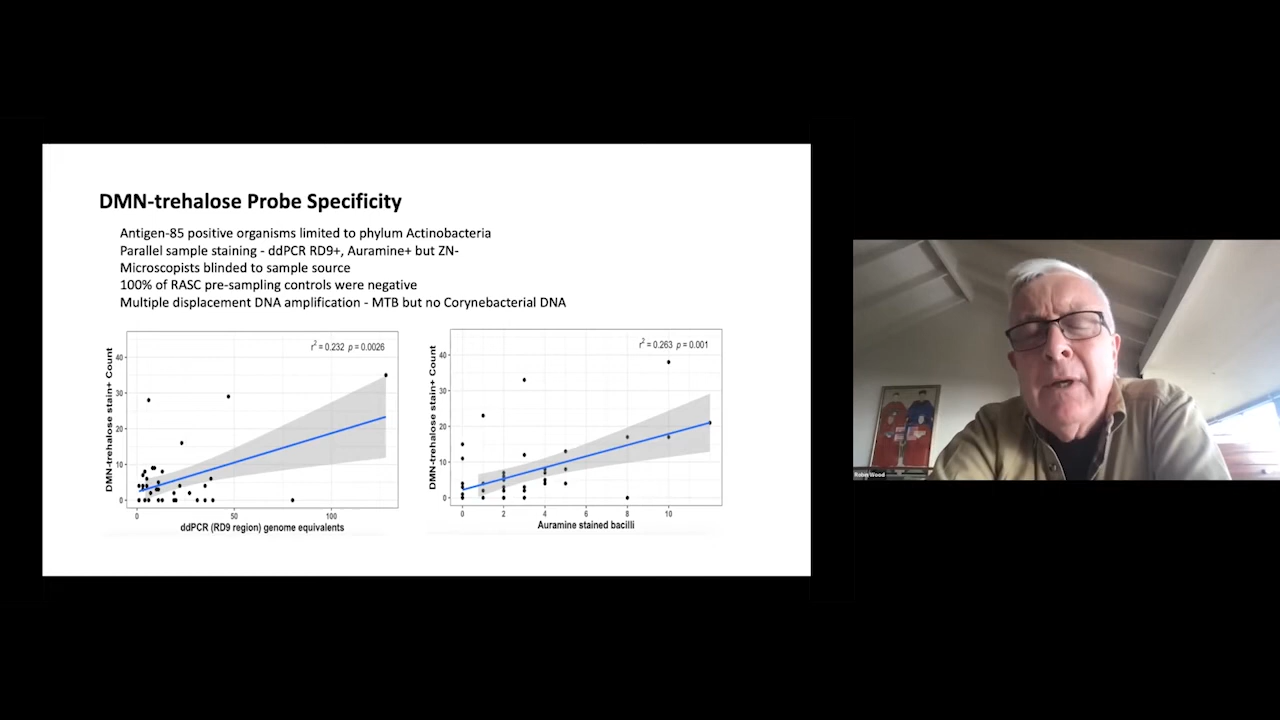 DMN-trehalose Probe Specificity
Antigen-85 positive organisms limited to phylum Actinobacteria
Parallel sample staining - ddPCR RD9+, Auramine+ but ZN-
Microscopists blinded to sample source
100% of RASC pre-sampling controls were negative
Multiple displacement DNA amplification - MTB but no Corynebacterial DNA
r² = 0.232 p = 0.0026
DMN-trehalose stain+ Count
40
30
20
10
0
0 50 100
ddPCR (RD9 region) genome equivalents
r² = 0.263 p = 0.001
DMN-trehalose stain+ Count
40
30
20
10
0
0 2 4 6 8 10
Auramine stained bacilli
Robin Wood